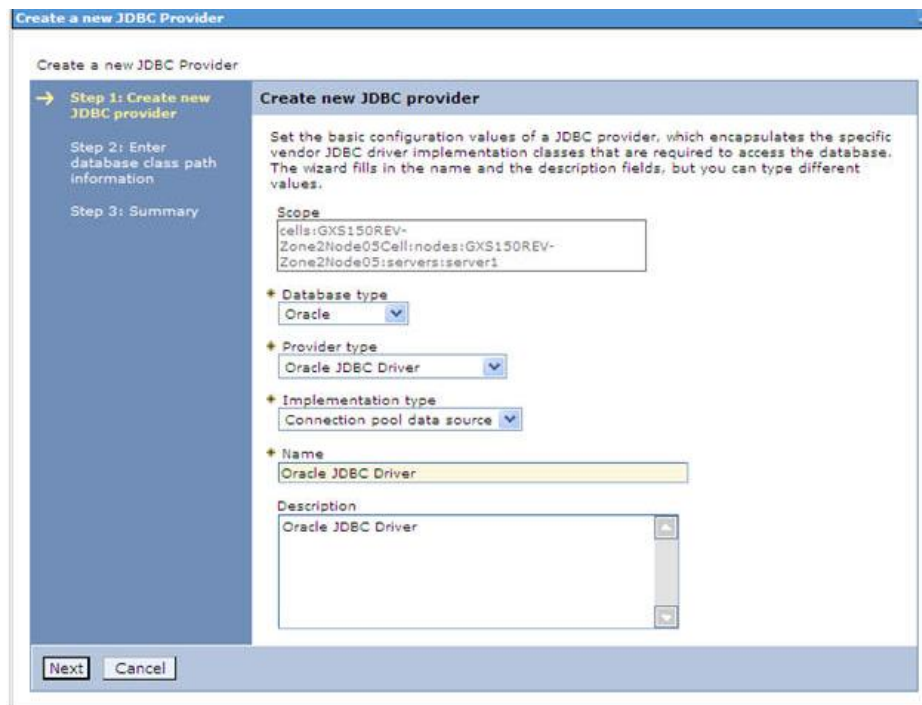 Create a new JDBC Provider
Create a new JDBC Provider
Step 1: Create new
JDBC provider
Step 2: Enter
database class path
information
Step 3: Summary
Create new JDBC provider
Set the basic configuration values of a JDBC provider, which encapsulates the specific
vendor JDBC driver implementation classes that are required to access the database.
The wizard fills in the name and the description fields, but you can type different
values.
Scope
cells:GXS150REV-
Zone2Node05Cell:nodes:GXS150REV-
Zone2Node05:servers:server1
* Database type
Oracle
* Provider type
Oracle JDBC Driver
* Implementation type
Connection pool data source
* Name
Oracle JDBC Driver
Description
Oracle JDBC Driver
Next
Cancel